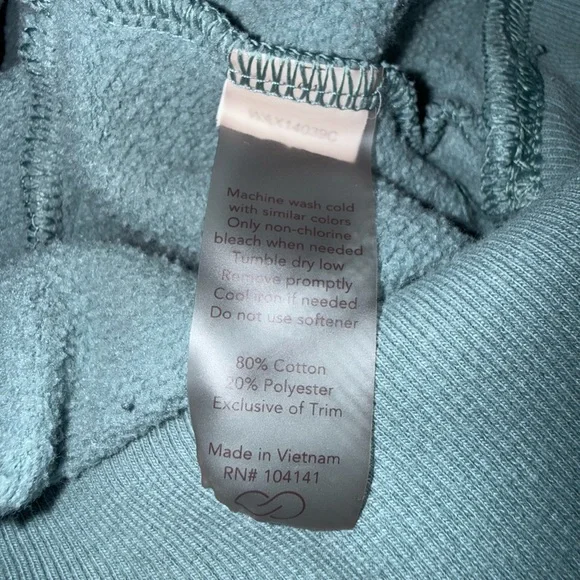 Machine wash cold
with similar colors
Only non-chlorine
bleach when needed
Tumble dry low
Remove promptly
Cool iron if needed
Do not use softener
80% Cotton
20% Polyester
Exclusive of Trim
Made in Vietnam
RN# 104141